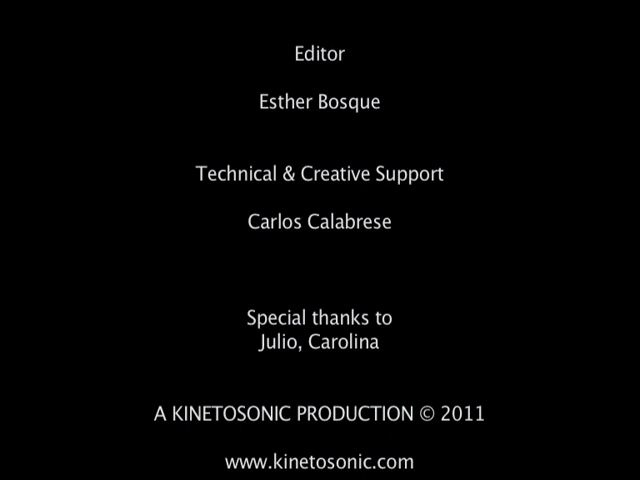 Editor
Esther Bosque
Technical & Creative Support
Carlos Calabrese
Special thanks to
Julio, Carolina
A KINETOSONIC PRODUCTION © 2011
www.kinetosonic.com